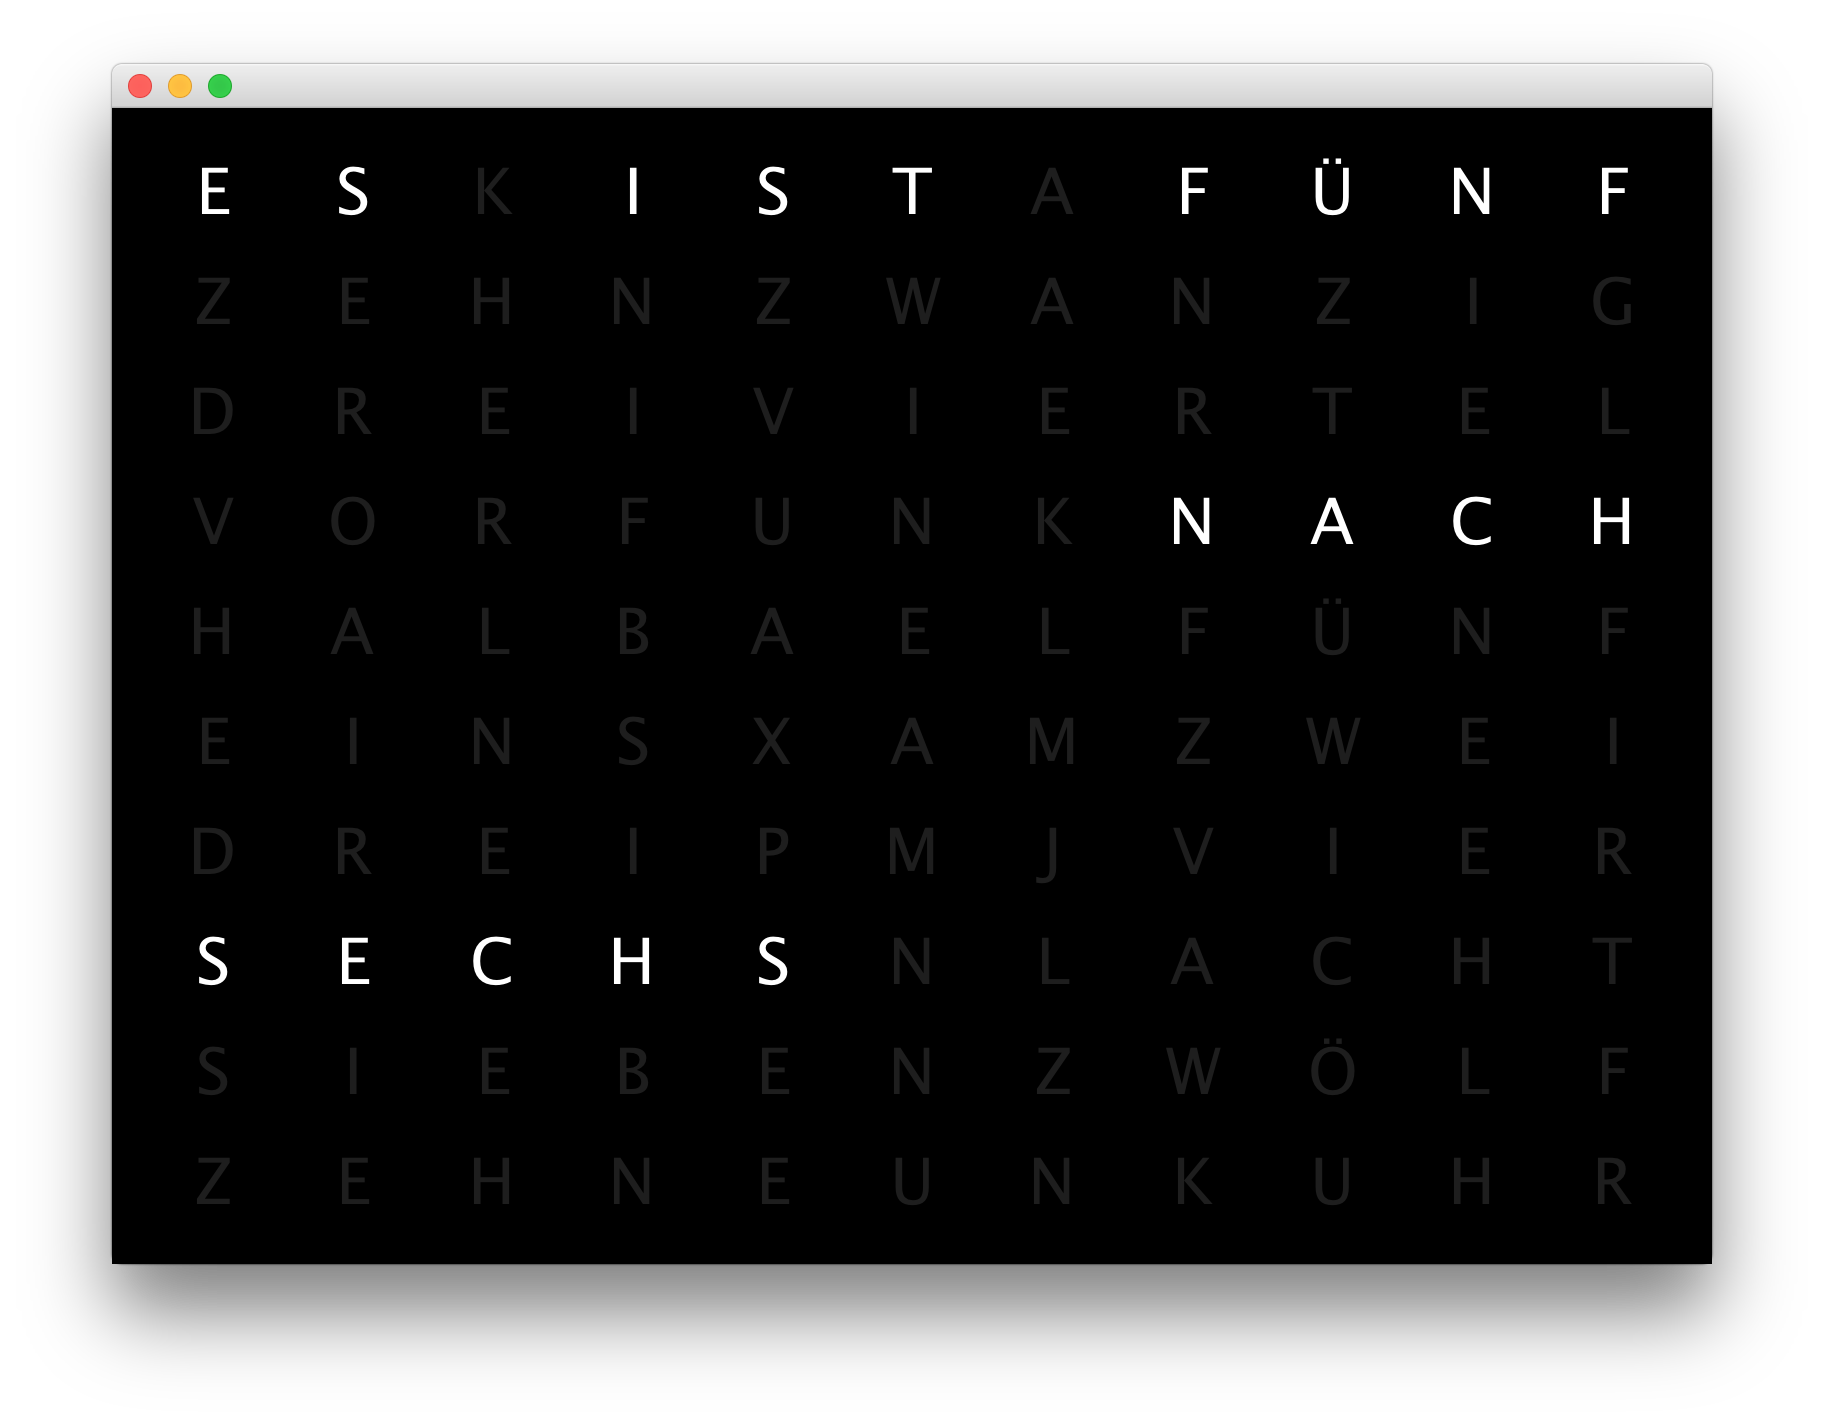 E S K I S T A F Ü N F
Z E H N Z W A N Z I G
D R E I V I E R T E L
V O R F U N K N A C H
H A L B A E L F Ü N F
E I N S X A M Z W E I
D R E I P M J V I E R
S E C H S N L A C H T
S I E B E N Z W Ö L F
Z E H N E U N K U H R